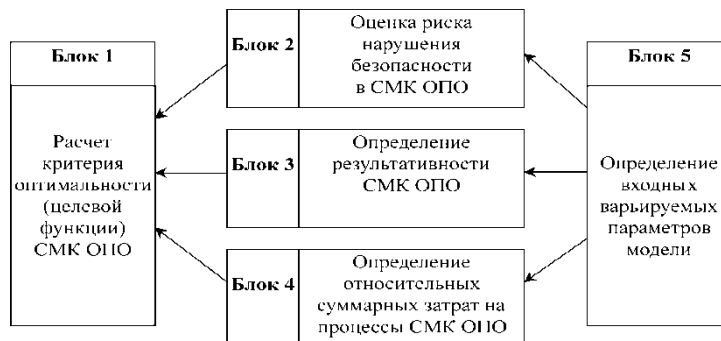 Блок 1
Расчет
критерия
оптимальности
(целевой
функции)
СМК ОПО
Блок 2
Оценка риска
нарушения
безопасности
в СМК ОПО
Блок 3
Определение
результативности
СМК ОПО
Блок 4
Определение
относительных
суммарных затрат на
процессы СМК ОПО
Блок 5
Определение
входных
варьируемых
параметров
модели